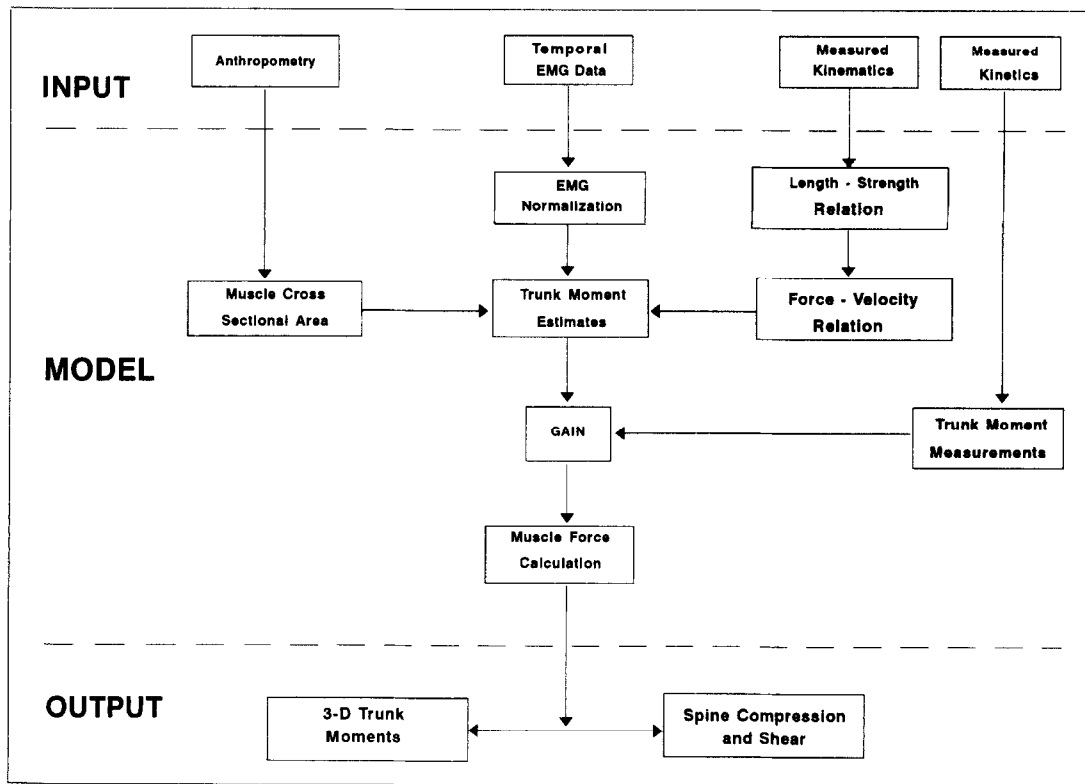 INPUT
Anthropometry
Temporal
EMG Data
Measured
Kinematics
Measured
Kinetics
MODEL
EMG
Normalization
Length - Strength
Relation
Muscle Cross
Sectional Area
Trunk Moment
Estimates
Force - Velocity
Relation
GAIN
Trunk Moment
Measurements
Muscle Force
Calculation
OUTPUT
3-D Trunk
Moments
Spine Compression
and Shear